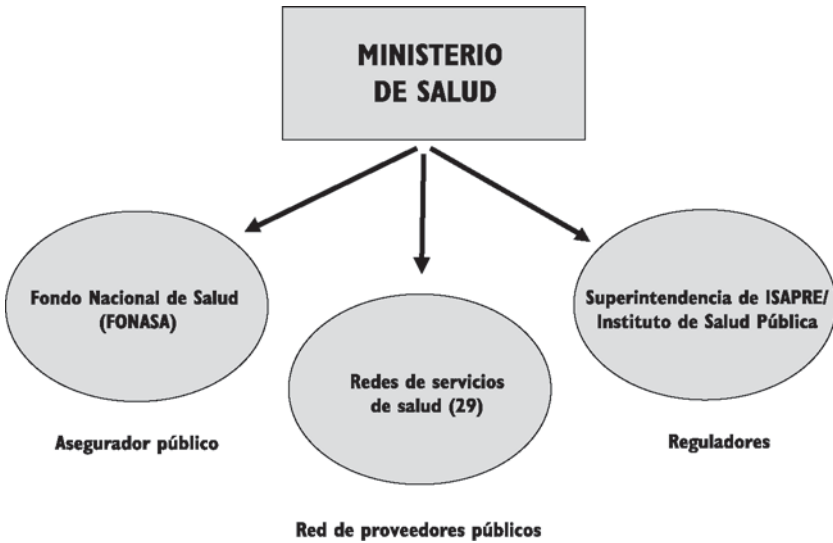 MINISTERIO
DE SALUD
Fondo Nacional de Salud
(FONASA)
Superintendencia de ISAPRE/
Instituto de Salud Pública
Redes de servicios
de salud (29)
Asegurador público
Reguladores
Red de proveedores públicos